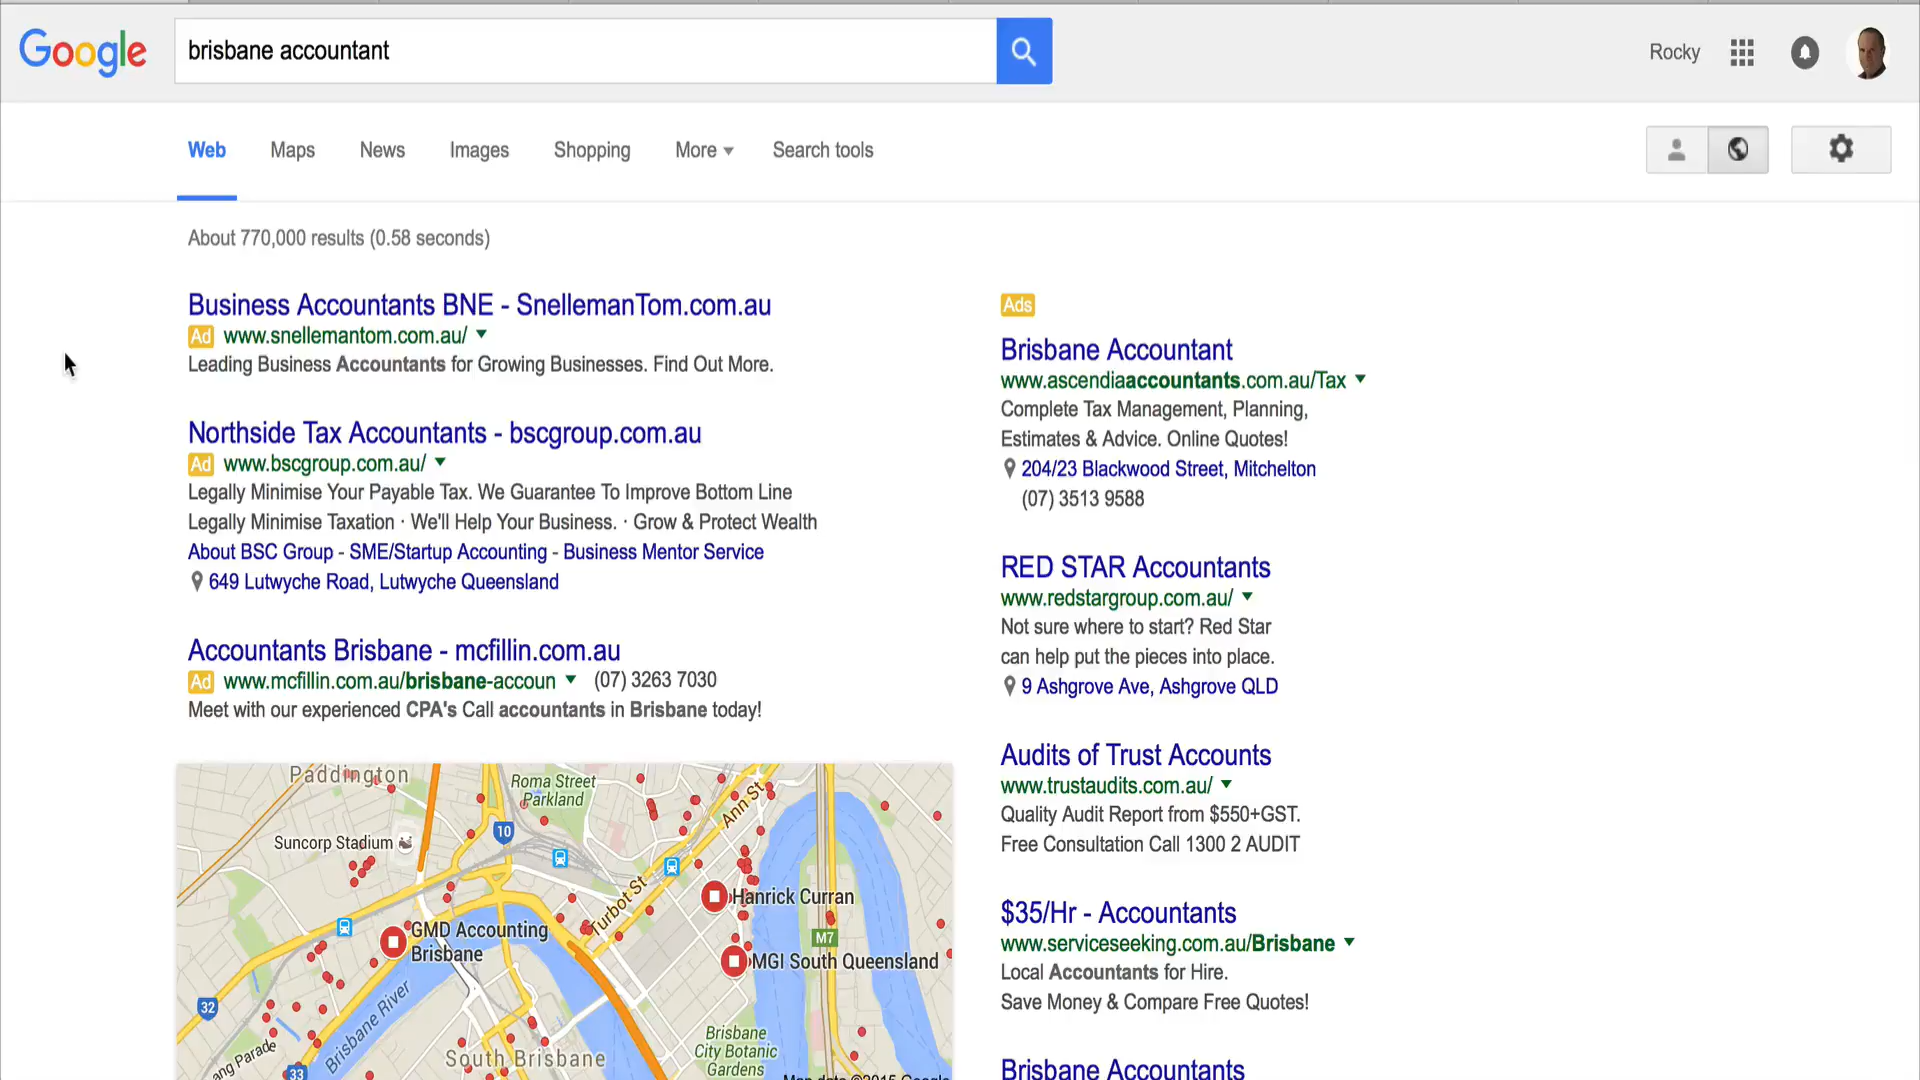 Google
brisbane accountant
Rocky
Web
Maps
News
Images
Shopping
More
Search tools
About 770,000 results (0.58 seconds)
Business Accountants BNE - SnellemanTom.com.au
Ad www.snellemantom.com.au/
Leading Business Accountants for Growing Businesses. Find Out More.
Northside Tax Accountants - bscgroup.com.au
Ad www.bscgroup.com.au/
Legally Minimise Your Payable Tax. We Guarantee To Improve Bottom Line
Legally Minimise Taxation · We'll Help Your Business. · Grow & Protect Wealth
About BSC Group - SME/Startup Accounting - Business Mentor Service
649 Lutwyche Road, Lutwyche Queensland
Accountants Brisbane - mcfillin.com.au
Ad www.mcfillin.com.au/brisbane-accoun (07) 3263 7030
Meet with our experienced CPA's Call accountants in Brisbane today!
Paddington
Roma Street
Parkland
Ann St
10
Suncorp Stadium
Turbot St
Hanrick Curran
GMD Accounting
Brisbane
M7
MGI South Queensland
32
Brisbane River
Brisbane
City Botanic
Gardens
ang Parade
South Brisbane
33
Map data ©2015 Google
Ads
Brisbane Accountant
www.ascendiaaccountants.com.au/Tax
Complete Tax Management, Planning,
Estimates & Advice. Online Quotes!
204/23 Blackwood Street, Mitchelton
(07) 3513 9588
RED STAR Accountants
www.redstargroup.com.au/
Not sure where to start? Red Star
can help put the pieces into place.
9 Ashgrove Ave, Ashgrove QLD
Audits of Trust Accounts
www.trustaudits.com.au/
Quality Audit Report from $550+GST.
Free Consultation Call 1300 2 AUDIT
$35/Hr - Accountants
www.serviceseeking.com.au/Brisbane
Local Accountants for Hire.
Save Money & Compare Free Quotes!
Brisbane Accountants